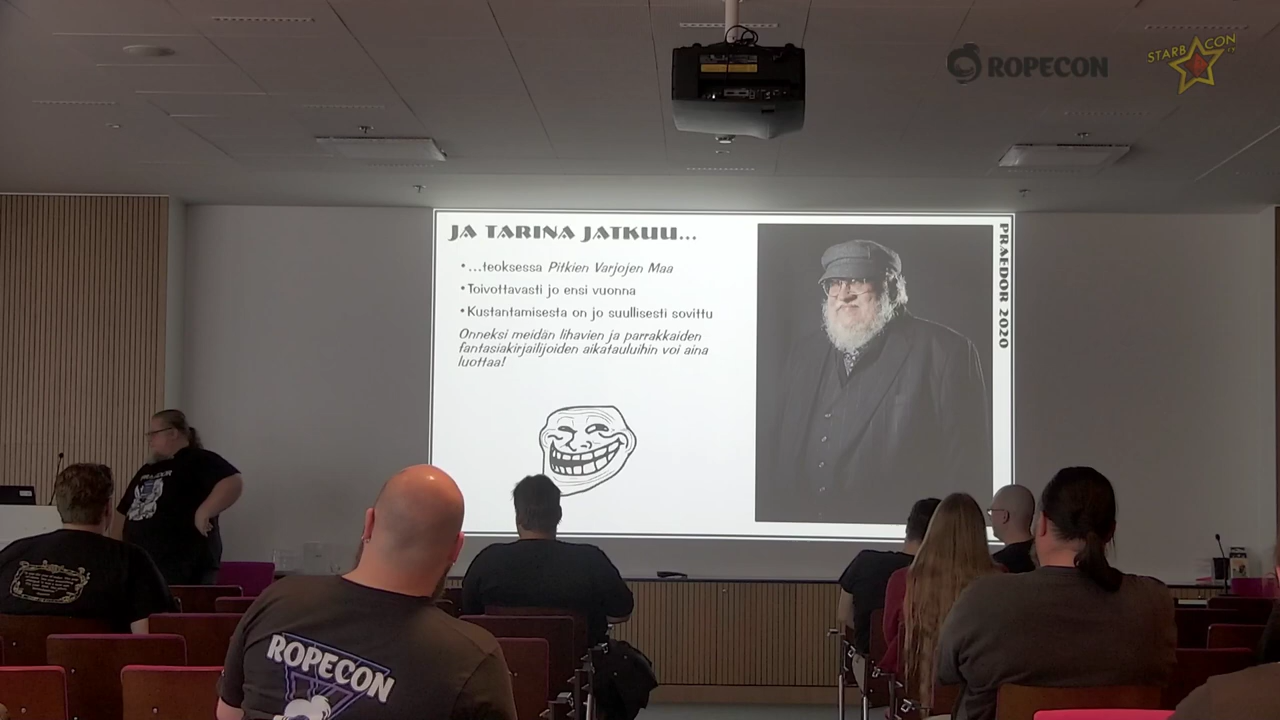 ROPECON
STARBACON
JA TARINA JATKUU...
•...teoksessa Pitkien Varjojen Maa
•Toivottavasti jo ensi vuonna
•Kustantamisesta on jo suullisesti sovittu
Onneksi meidän lihavien ja parrakkaiden
fantasiakirjailijoiden aikatauluihin voi aina
luottaa!
PRAEDOR 2020
ROPECON